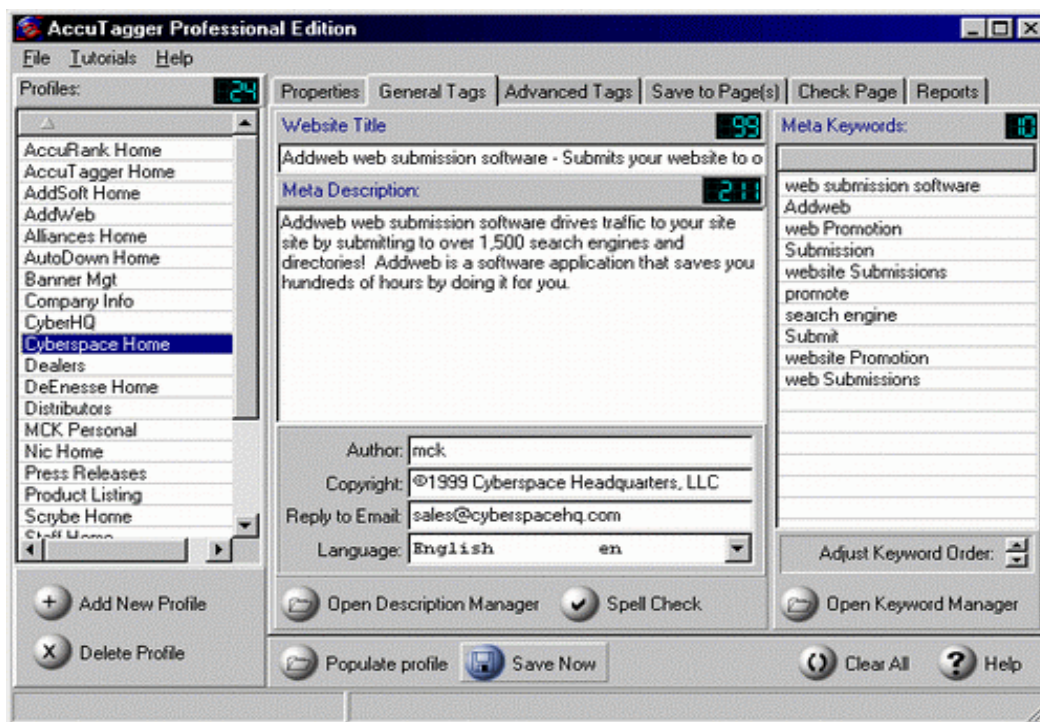 AccuTagger Professional Edition
File Tutorials Help
Profiles: 24
AccuRank Home
AccuTagger Home
AddSoft Home
AddWeb
Alliances Home
AutoDown Home
Banner Mgt
Company Info
CyberHQ
Cyberspace Home
Dealers
DeEnesse Home
Distributors
MCK Personal
Nic Home
Press Releases
Product Listing
Scrybe Home
Staff Home
Add New Profile
Delete Profile
Properties General Tags Advanced Tags Save to Page(s) Check Page Reports
Website Title 99
Addweb web submission software - Submits your website to o
Meta Description: 211
Addweb web submission software drives traffic to your site
site by submitting to over 1,500 search engines and
directories! Addweb is a software application that saves you
hundreds of hours by doing it for you.
Author: mck
Copyright: ©1999 Cyberspace Headquarters, LLC
Reply to Email: sales@cyberspacehq.com
Language: English en
Open Description Manager Spell Check
Meta Keywords: 10
web submission software
Addweb
web Promotion
Submission
website Submissions
promote
search engine
Submit
website Promotion
web Submissions
Adjust Keyword Order:
Open Keyword Manager
Populate profile Save Now Clear All Help